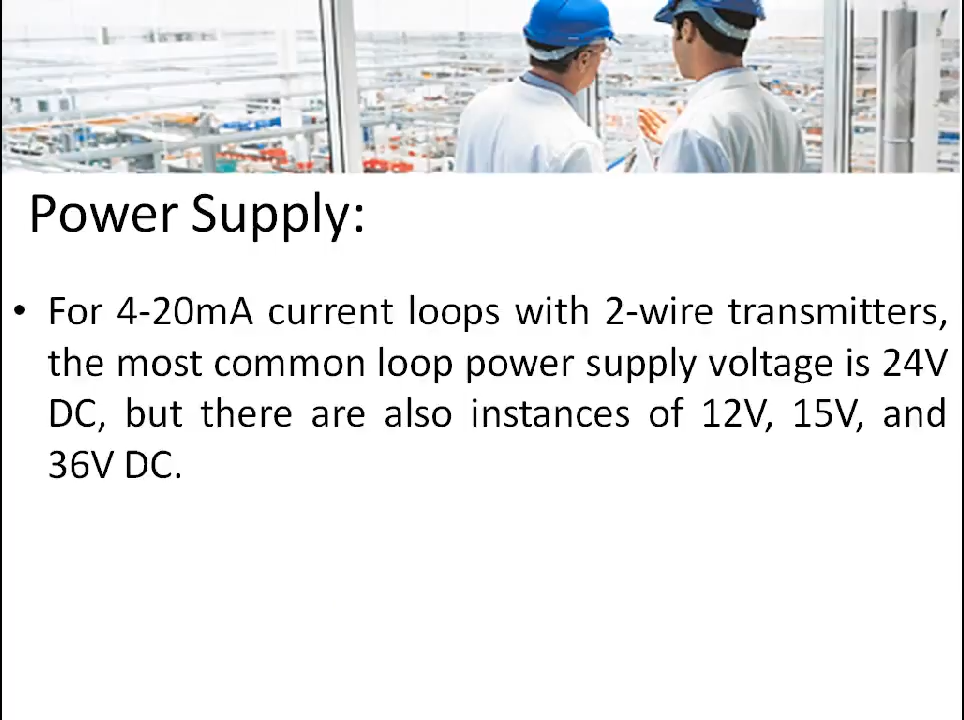 Power Supply:
• For 4-20mA current loops with 2-wire transmitters,
the most common loop power supply voltage is 24V
DC, but there are also instances of 12V, 15V, and
36V DC.